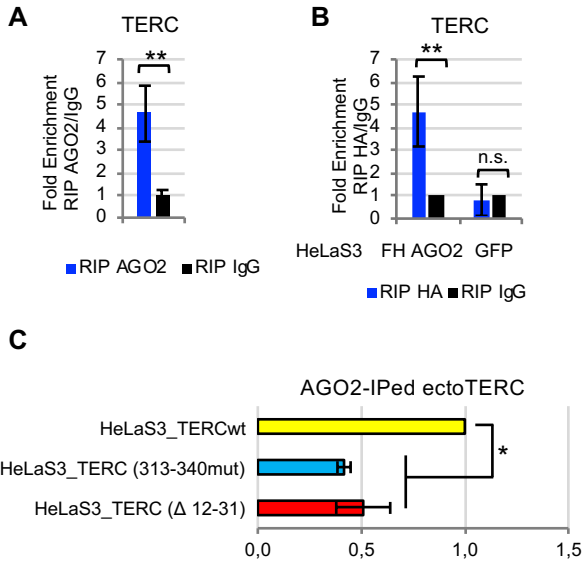 A
TERC
**
Fold Enrichment
RIP AGO2/IgG
7
6
5
4
3
2
1
0
RIP AGO2 RIP IgG
B
TERC
**
n.s.
Fold Enrichment
RIP HA/IgG
7
6
5
4
3
2
1
0
HeLaS3 FH AGO2 GFP
RIP HA RIP IgG
C
AGO2-IPed ectoTERC
HeLaS3_TERCwt
HeLaS3_TERC (313-340mut)
HeLaS3_TERC (Δ 12-31)
*
0,0 0,5 1,0 1,5